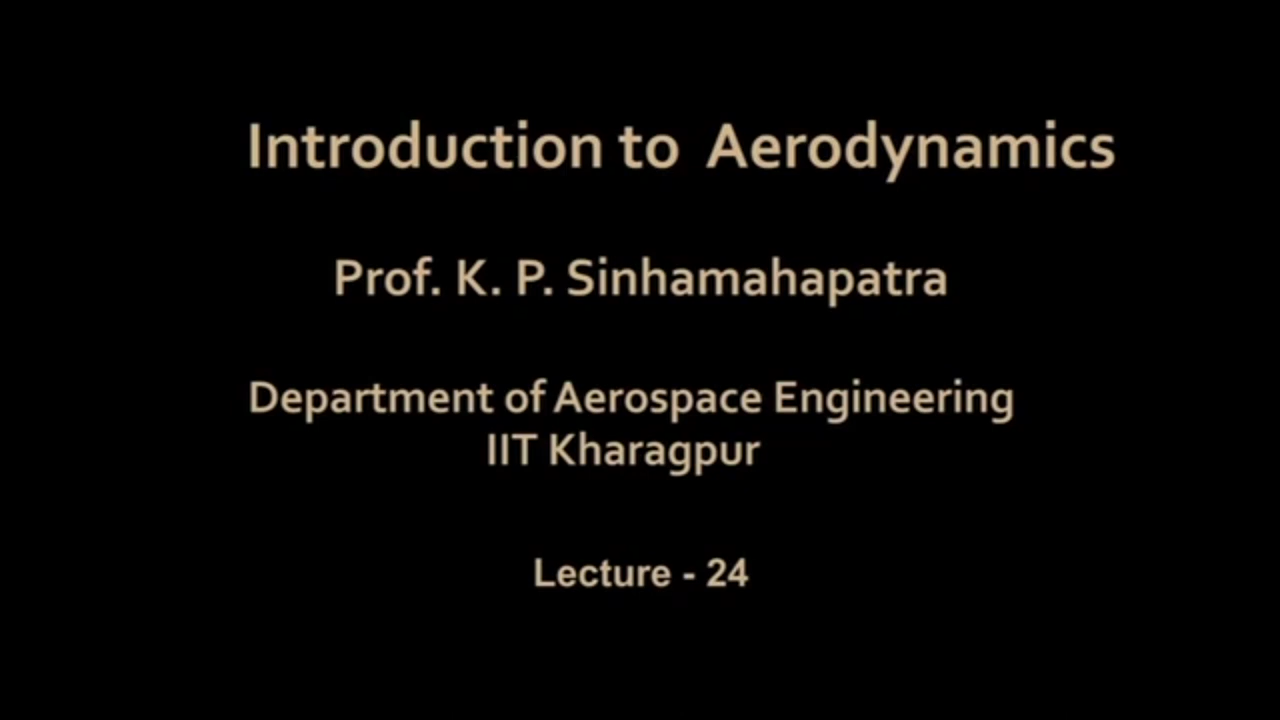 Introduction to Aerodynamics
Prof. K. P. Sinhamahapatra
Department of Aerospace Engineering
IIT Kharagpur
Lecture - 24